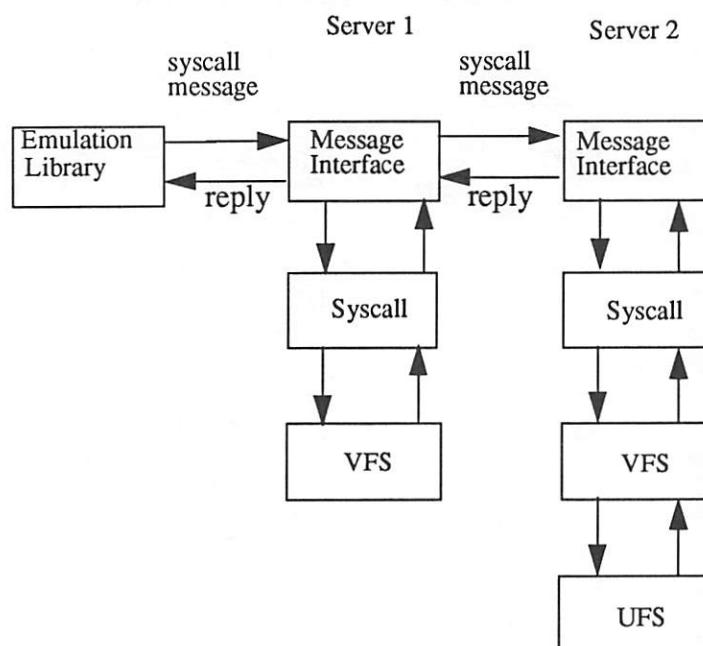 Server 1
Server 2
syscall
message
syscall
message
Emulation
Library
Message
Interface
Message
Interface
reply
reply
Syscall
Syscall
VFS
VFS
UFS